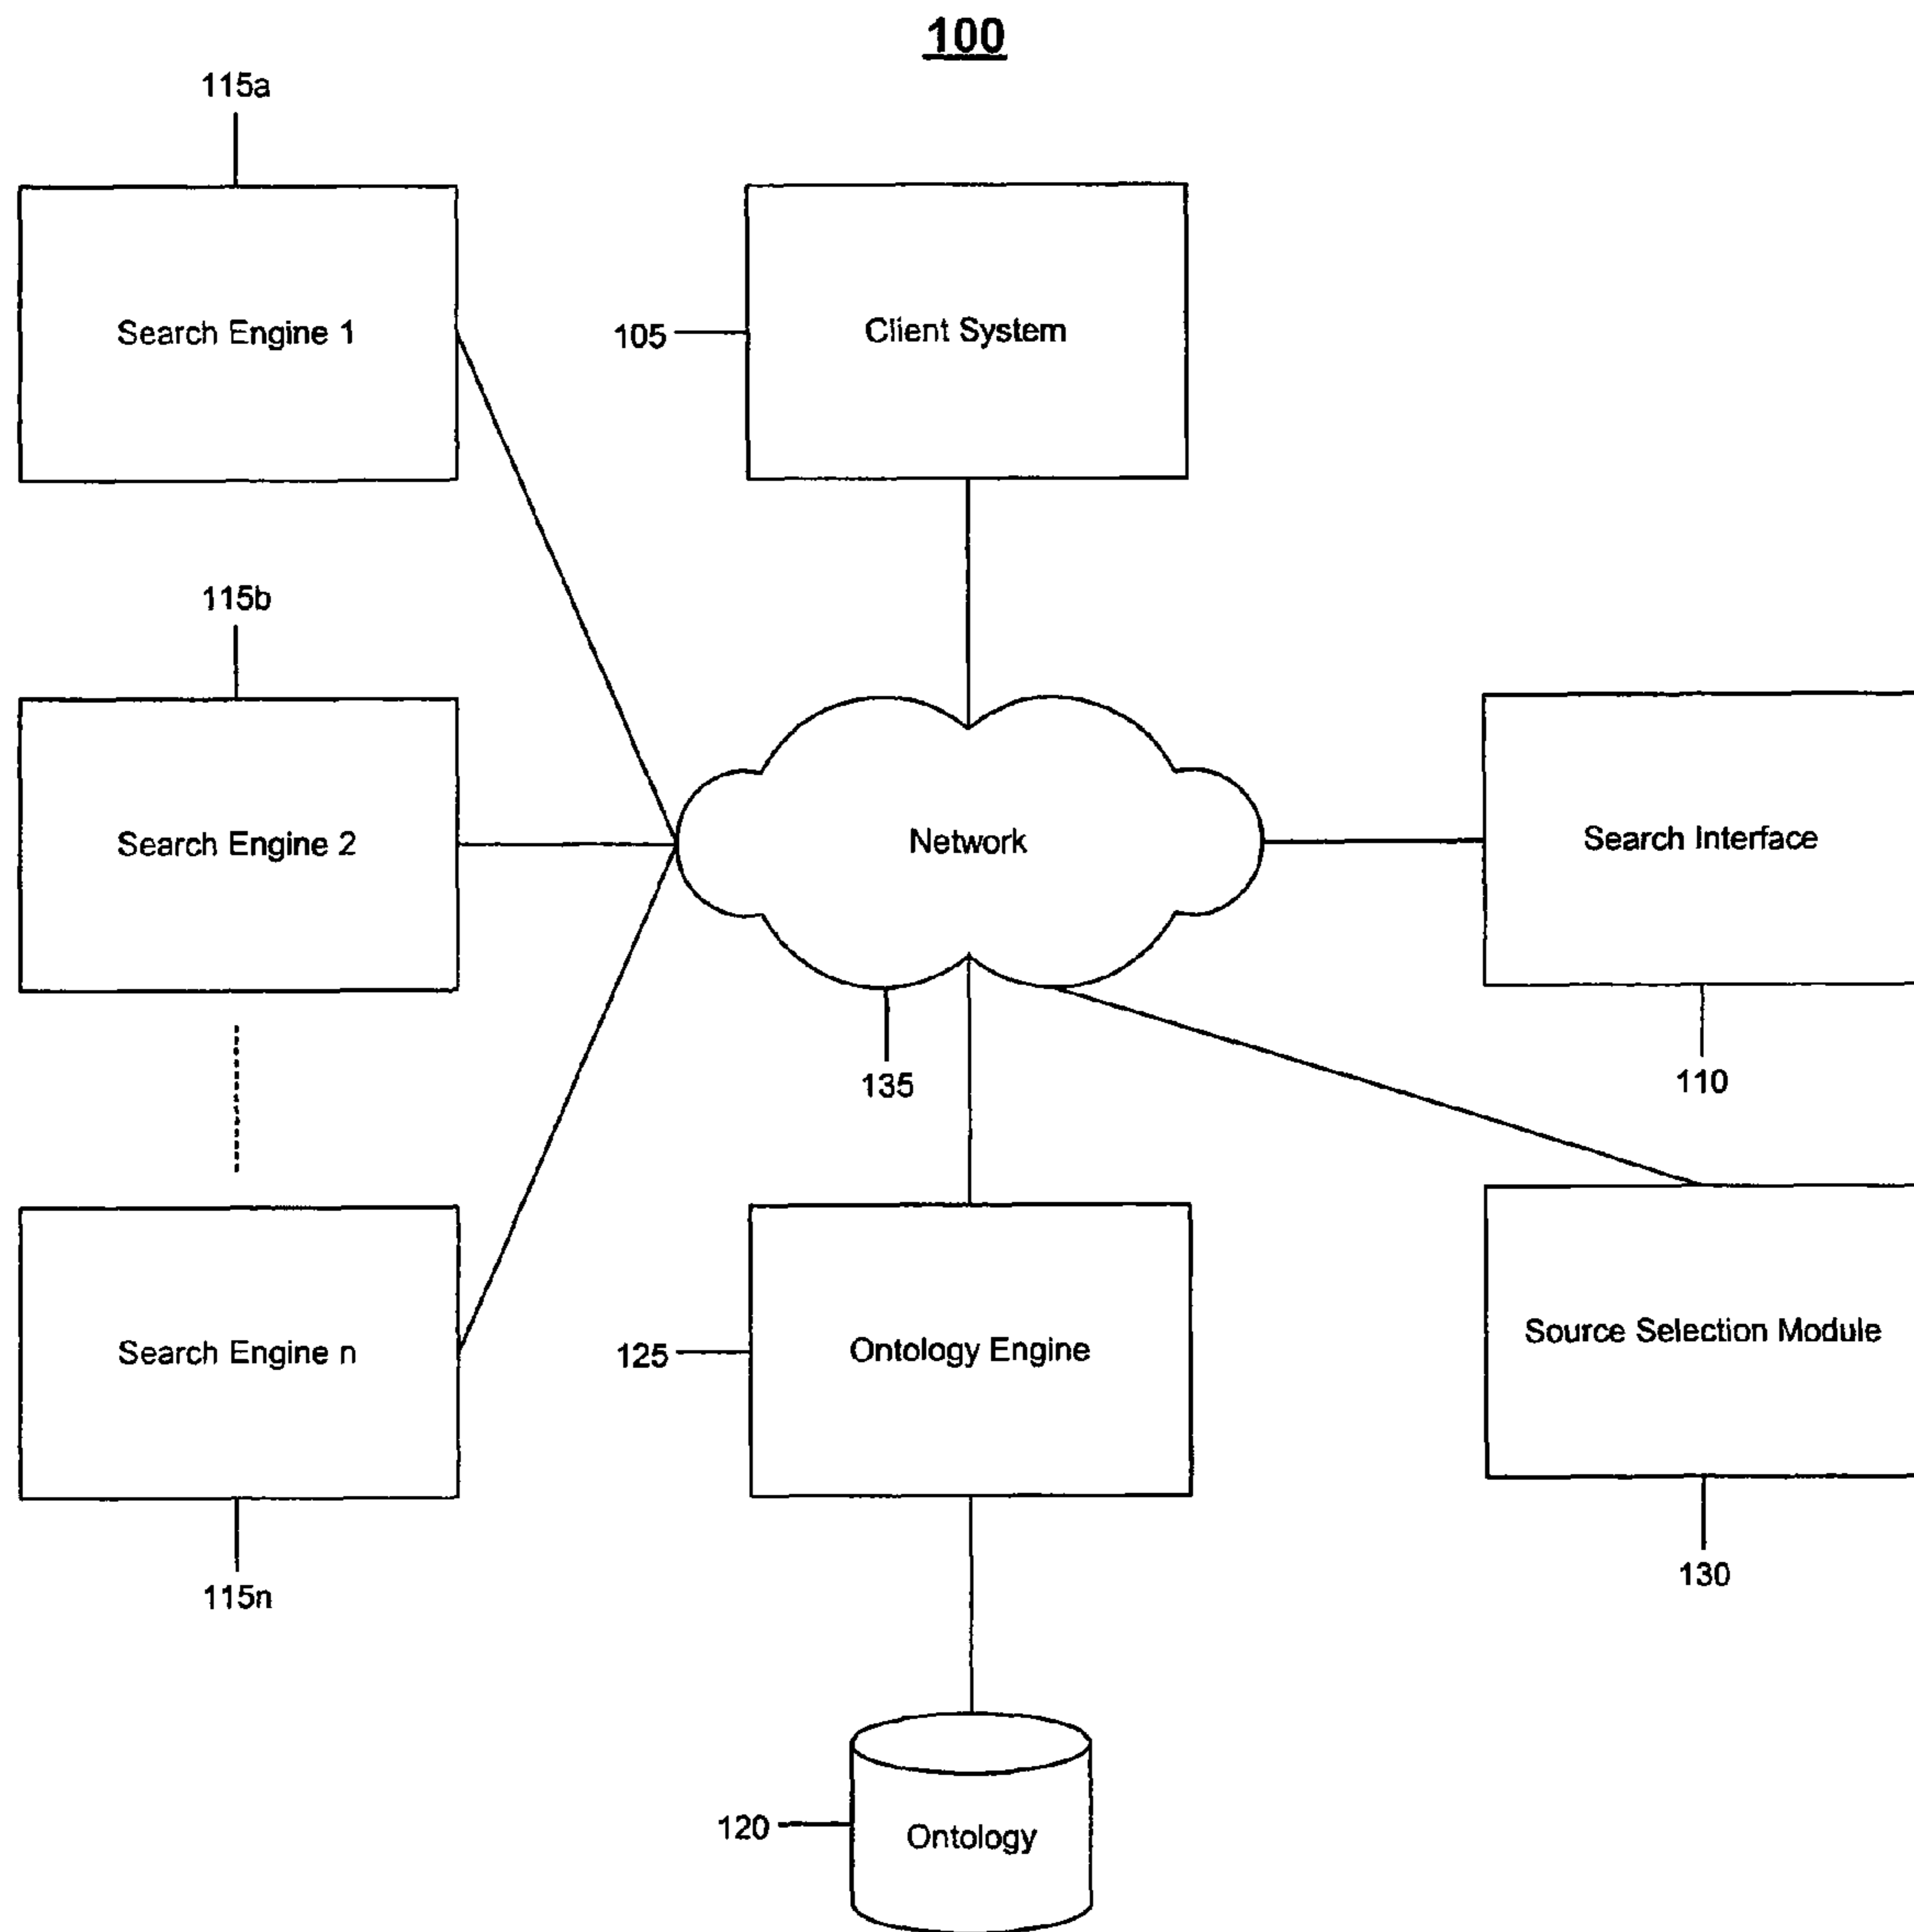 100
115a
Search Engine 1
105
Client System
115b
Search Engine 2
Network
Search Interface
135
110
Search Engine n
125
Ontology Engine
Source Selection Module
115n
130
120
Ontology